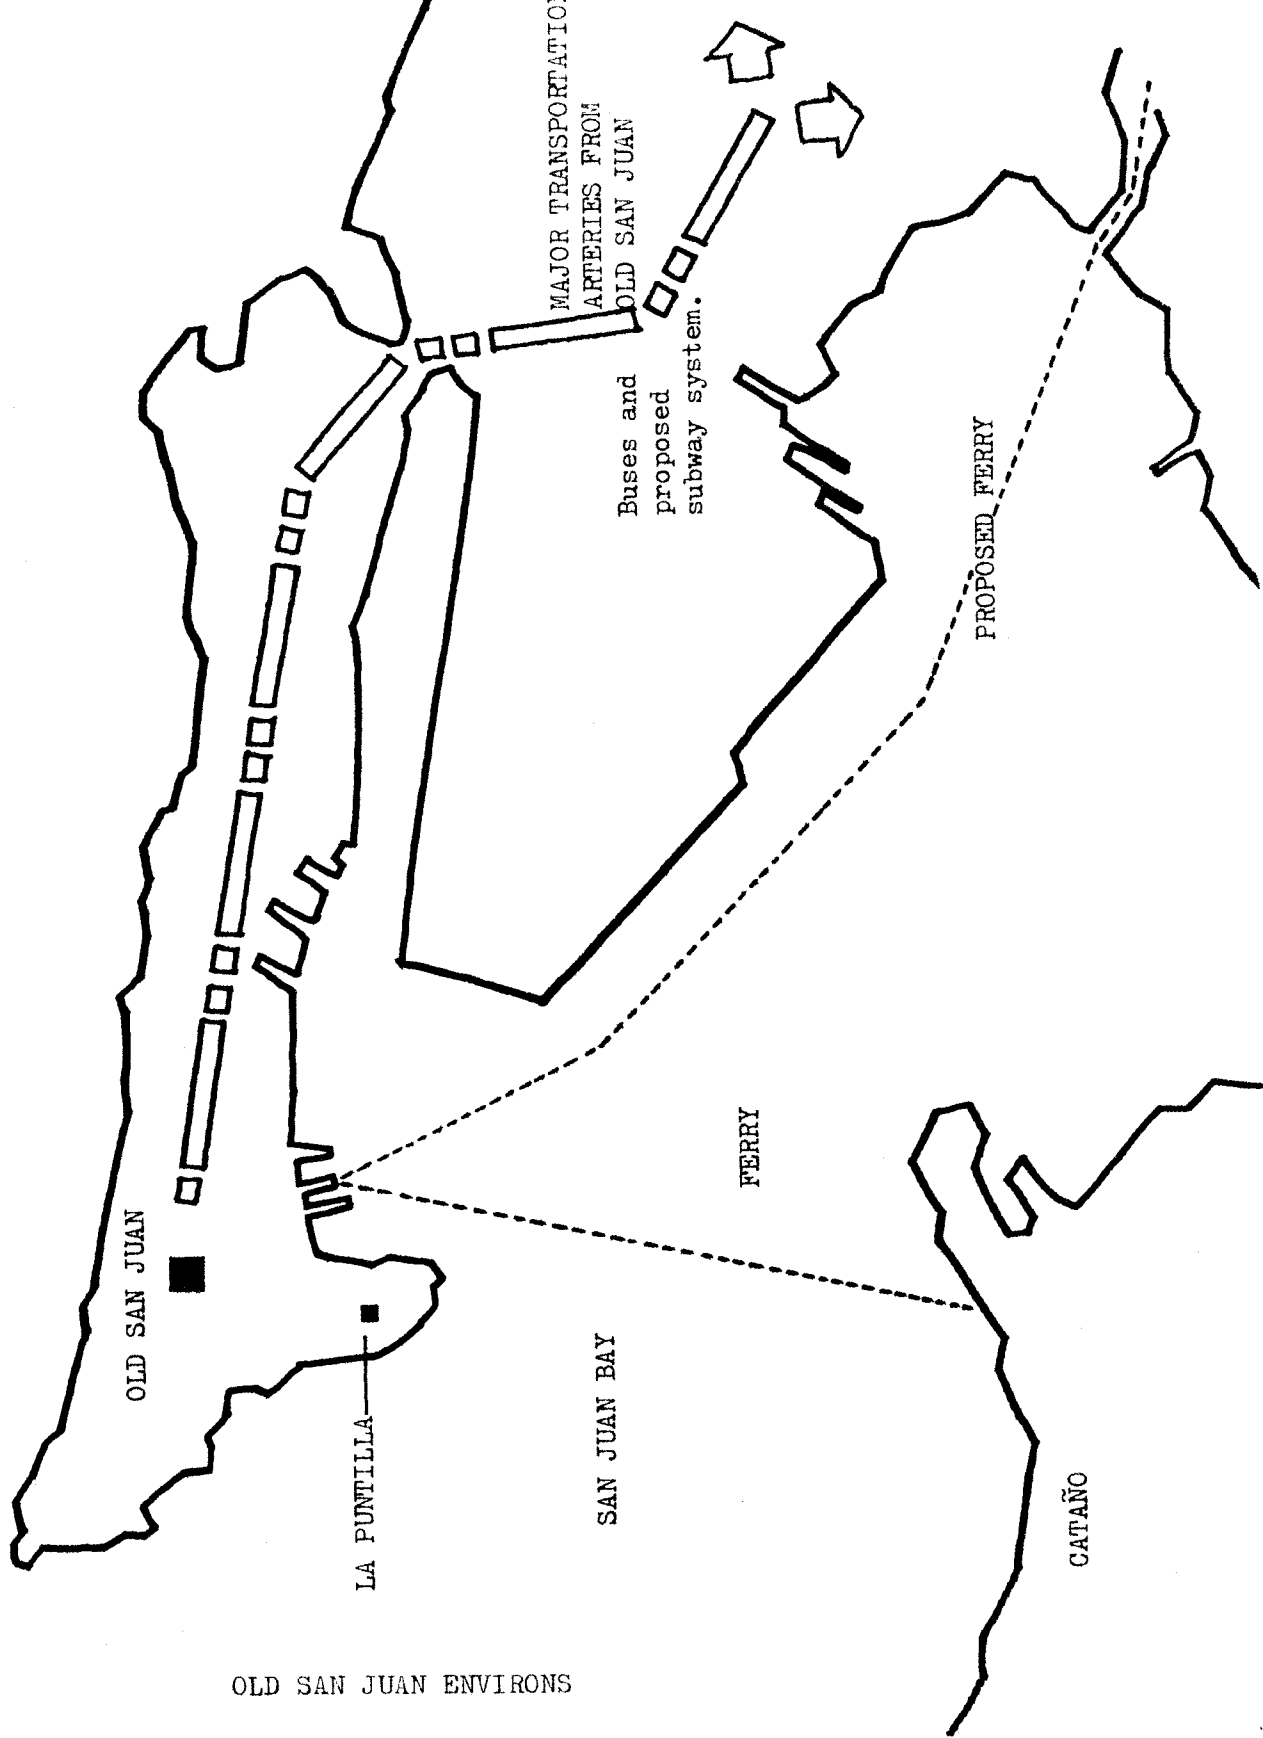 MAJOR TRANSPORTATION
ARTERIES FROM
OLD SAN JUAN
Buses and
proposed
subway system.
OLD SAN JUAN
LA PUNTILLA
PROPOSED FERRY
FERRY
SAN JUAN BAY
CATAÑO
OLD SAN JUAN ENVIRONS